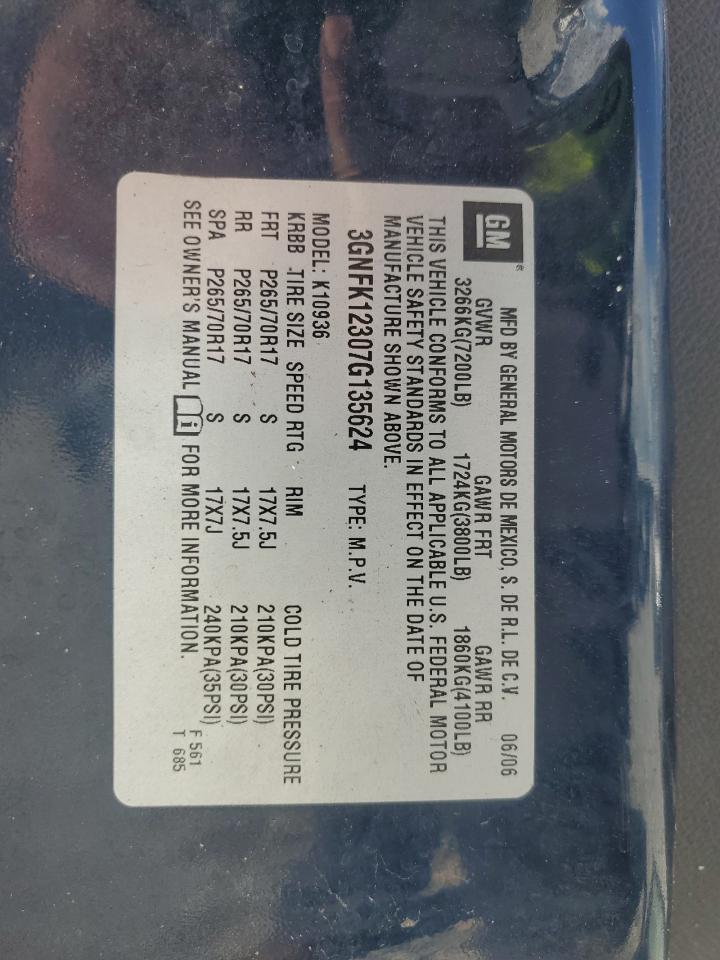 GM®
MFD BY GENERAL MOTORS DE MEXICO, S. DE R.L. DE C.V. 06/06
GVWR GAWR FRT GAWR RR
3266KG(7200LB) 1724KG(3800LB) 1860KG(4100LB)
THIS VEHICLE CONFORMS TO ALL APPLICABLE U.S. FEDERAL MOTOR
VEHICLE SAFETY STANDARDS IN EFFECT ON THE DATE OF
MANUFACTURE SHOWN ABOVE.
3GNFK12307G135624 TYPE: M.P.V.
MODEL: K10936
KRBB TIRE SIZE SPEED RTG RIM COLD TIRE PRESSURE
FRT P265/70R17 S 17X7.5J 210KPA(30PSI)
RR P265/70R17 S 17X7.5J 210KPA(30PSI)
SPA P265/70R17 S 17X7J 240KPA(35PSI)
SEE OWNER'S MANUAL i FOR MORE INFORMATION.
F 561
T 685